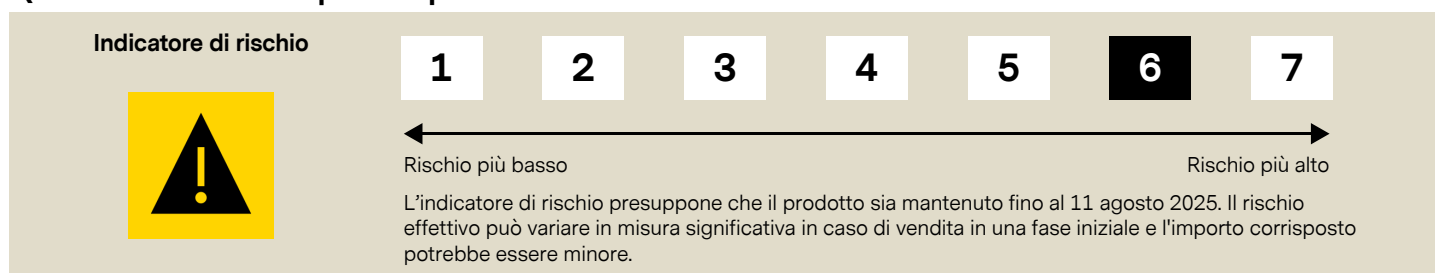 Indicatore di rischio
1 2 3 4 5 6 7
Rischio più basso Rischio più alto
L'indicatore di rischio presuppone che il prodotto sia mantenuto fino al 11 agosto 2025. Il rischio
effettivo può variare in misura significativa in caso di vendita in una fase iniziale e l'importo corrisposto
potrebbe essere minore.